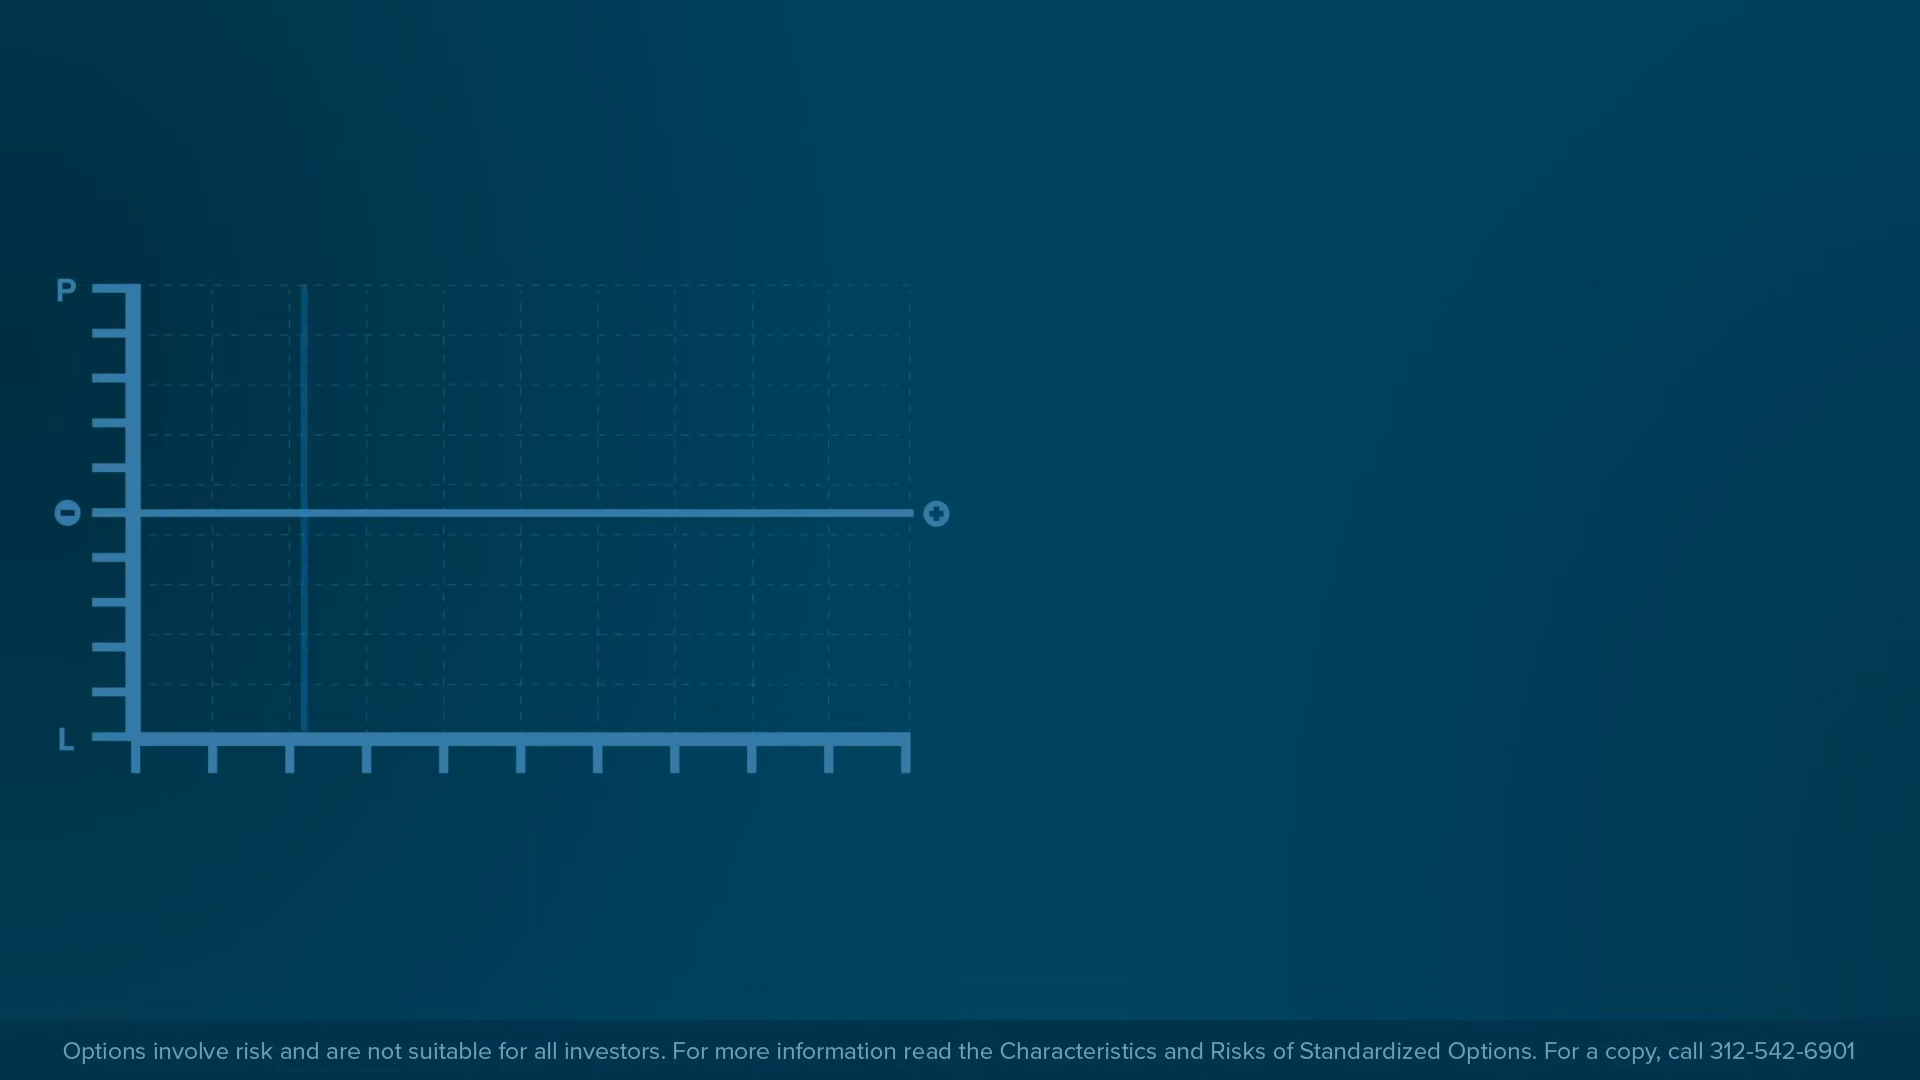 P
L
Options involve risk and are not suitable for all investors. For more information read the Characteristics and Risks of Standardized Options. For a copy, call 312-542-6901